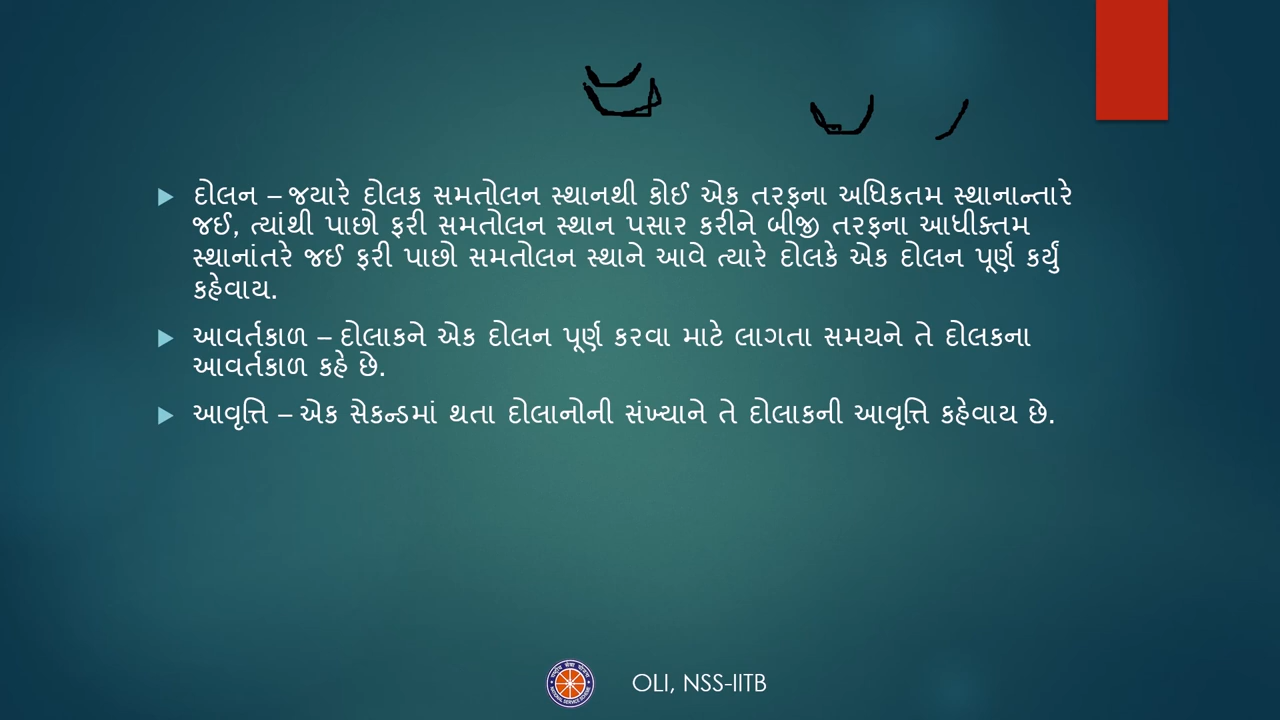 દોલન – જયારે દોલક સમતોલન સ્થાનથી કોઈ એક તરફના અધિકતમ સ્થાનાન્તારે
જઈ, ત્યાંથી પાછો ફરી સમતોલન સ્થાન પસાર કરીને બીજી તરફના આધીક્તમ
સ્થાનાંતરે જઈ ફરી પાછો સમતોલન સ્થાને આવે ત્યારે દોલકે એક દોલન પૂર્ણ કર્યું
કહેવાય.
આવર્તકાળ – દોલાકને એક દોલન પૂર્ણ કરવા માટે લાગતા સમયને તે દોલકના
આવર્તકાળ કહે છે.
આવૃત્તિ – એક સેકન્ડમાં થતા દોલાનોની સંખ્યાને તે દોલાકની આવૃત્તિ કહેવાય છે.
OLI, NSS-IITB